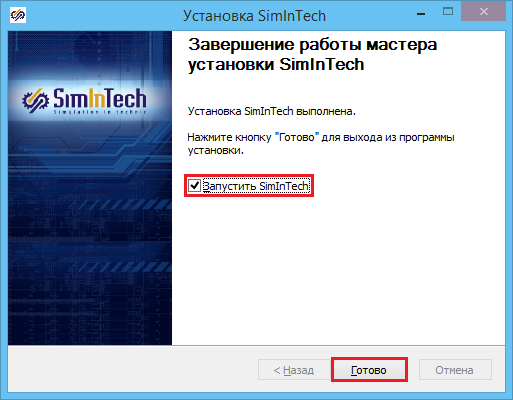 Установка SimInTech
Завершение работы мастера
установки SimInTech
SimInTech
Simulation in technic
Установка SimInTech выполнена.
Нажмите кнопку "Готово" для выхода из программы
установки.
Запустить SimInTech
< Назад
Готово
Отмена